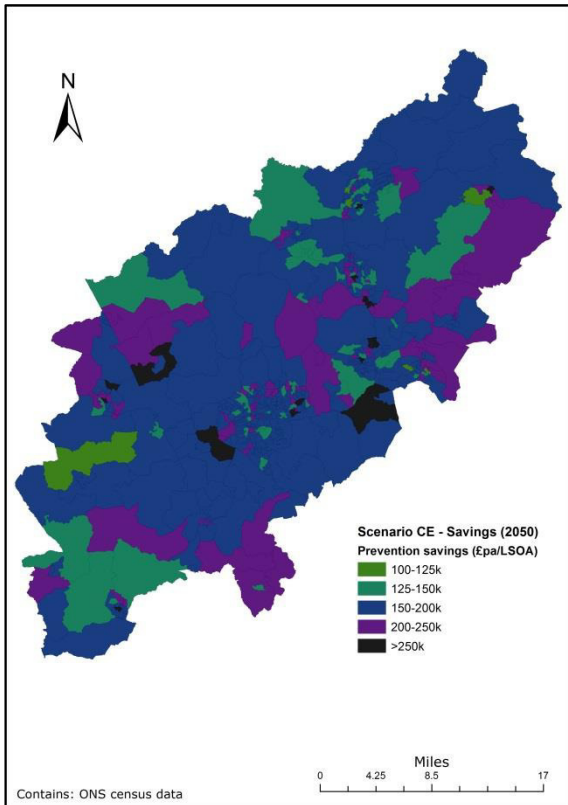 N
Scenario CE - Savings (2050)
Prevention savings (£pa/LSOA)
100-125k
125-150k
150-200k
200-250k
>250k
Miles
0 4.25 8.5 17
Contains: ONS census data